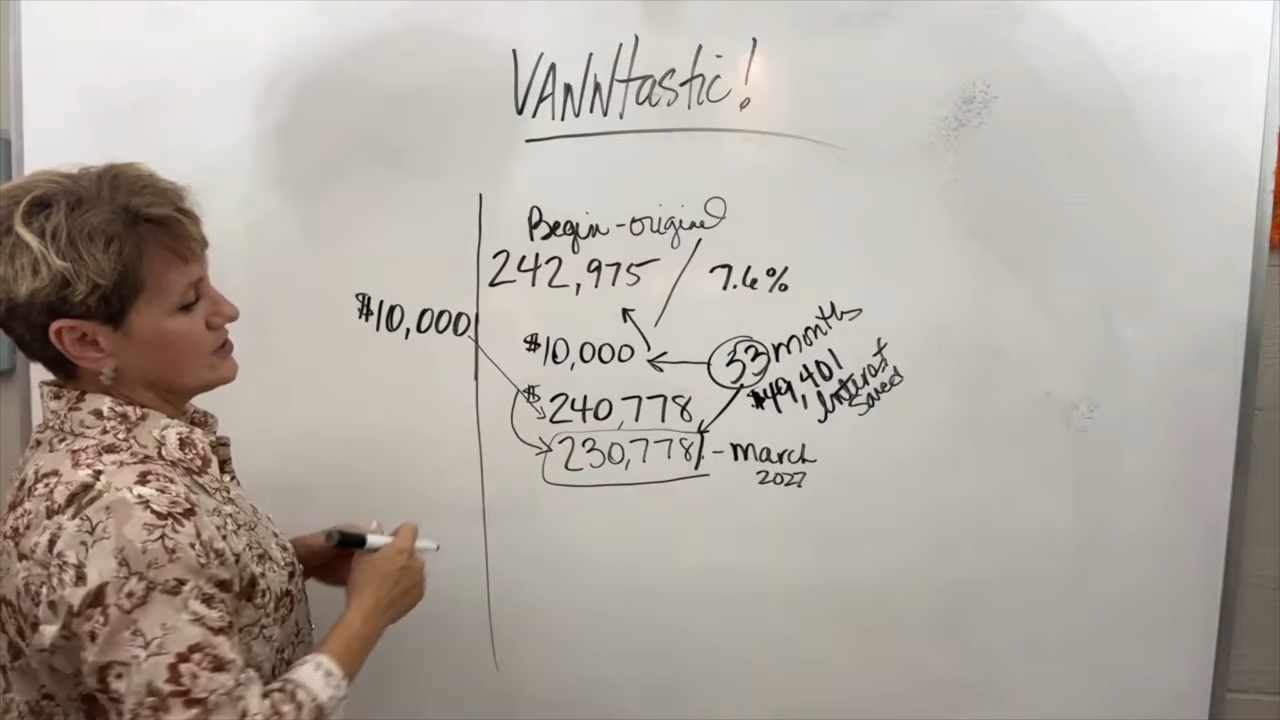 VANNtastic!
Begin-original
242,975
7.6%
$10,000
$10,000
53 months
$49,401
Interest
Saved
$240,778
230,778 - March
2027